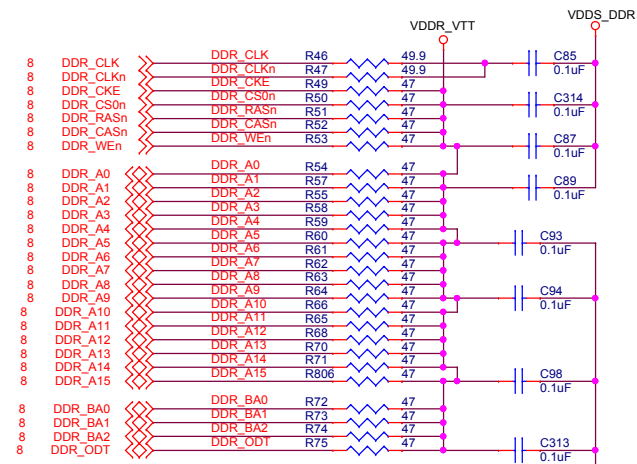 VDDS_DDR
VDDR_VTT
8 DDR_CLK DDR_CLK R46 49.9 C85
8 DDR_CLKn DDR_CLKn R47 49.9 0.1uF
8 DDR_CKE DDR_CKE R49 47
8 DDR_CS0n DDR_CS0n R50 47 C314
8 DDR_RASn DDR_RASn R51 47 0.1uF
8 DDR_CASn DDR_CASn R52 47
8 DDR_WEn DDR_WEn R53 47 C87
0.1uF
8 DDR_A0 DDR_A0 R54 47
8 DDR_A1 DDR_A1 R57 47 C89
8 DDR_A2 DDR_A2 R55 47 0.1uF
8 DDR_A3 DDR_A3 R58 47
8 DDR_A4 DDR_A4 R59 47
8 DDR_A5 DDR_A5 R60 47 C93
8 DDR_A6 DDR_A6 R61 47 0.1uF
8 DDR_A7 DDR_A7 R62 47
8 DDR_A8 DDR_A8 R63 47
8 DDR_A9 DDR_A9 R64 47 C94
8 DDR_A10 DDR_A10 R66 47 0.1uF
8 DDR_A11 DDR_A11 R65 47
8 DDR_A12 DDR_A12 R68 47
8 DDR_A13 DDR_A13 R70 47
8 DDR_A14 DDR_A14 R71 47
8 DDR_A15 DDR_A15 R806 47 C98
0.1uF
8 DDR_BA0 DDR_BA0 R72 47
8 DDR_BA1 DDR_BA1 R73 47
8 DDR_BA2 DDR_BA2 R74 47
8 DDR_ODT DDR_ODT R75 47 C313
0.1uF